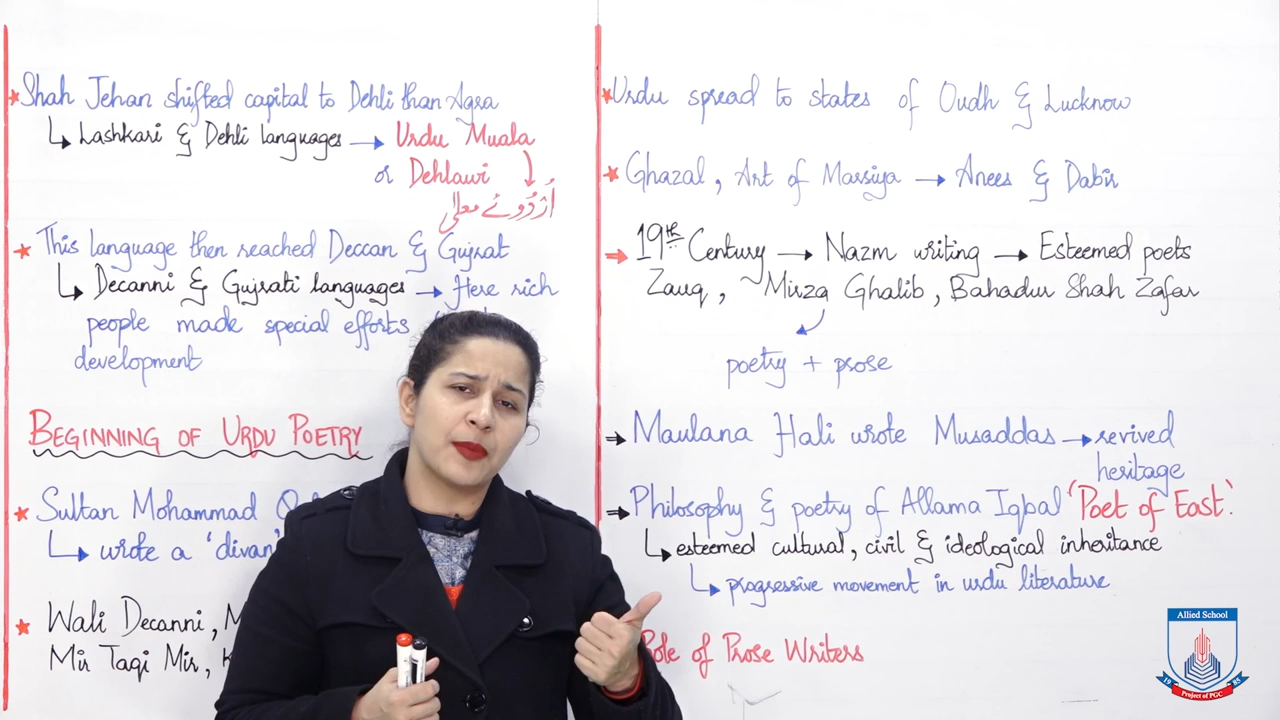 ★ Shah Jehan shifted capital to Dehli than Agra
↳ Lashkari & Dehli languages → Urdu Muala
or Dehlawi
اُردُوئے معلی
★ This language then reached Deccan & Gujrat
↳ Decanni & Gujrati languages → Here rich
people made special efforts
development
BEGINNING OF URDU POETRY
★ Sultan Mohammad
↳ wrote a 'divan'
★ Wali Decanni,
Mir Taqi Mir,
★ Urdu spread to states of Oudh & Lucknow
★ Ghazal, Art of Marsiya → Anees & Dabir
→ 19th Century → Nazm writing → Esteemed poets
Zauq, Mirza Ghalib, Bahadur Shah Zafar
poetry + prose
→ Maulana Hali wrote Musaddas → revived
heritage
→ Philosophy & poetry of Allama Iqbal 'Poet of East'.
↳ esteemed cultural, civil & ideological inheritance
↳ progressive movement in urdu literature
Role of Prose Writers
Allied School
19 85
Project of PGC